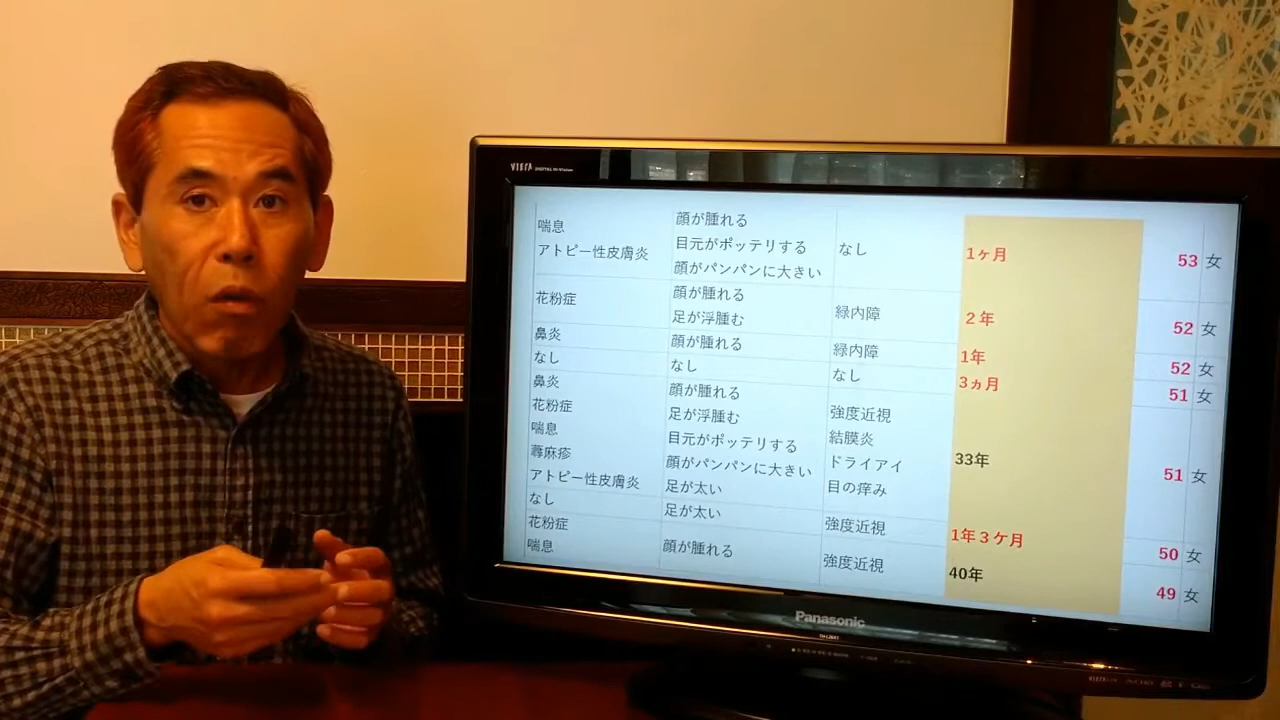 VIERA DIGITAL Hi-Vision
喘息
アトピー性皮膚炎
顔が腫れる
目元がポッテリする
顔がパンパンに大きい
なし
1ヶ月
53 女
花粉症
顔が腫れる
足が浮腫む
緑内障
2年
52 女
鼻炎
顔が腫れる
緑内障
1年
52 女
なし
なし
なし
3ヵ月
51 女
鼻炎
花粉症
喘息
蕁麻疹
アトピー性皮膚炎
顔が腫れる
足が浮腫む
目元がポッテリする
顔がパンパンに大きい
足が太い
強度近視
結膜炎
ドライアイ
目の痒み
33年
51 女
なし
足が太い
強度近視
1年3ケ月
50 女
花粉症
喘息
顔が腫れる
強度近視
40年
49 女
Panasonic